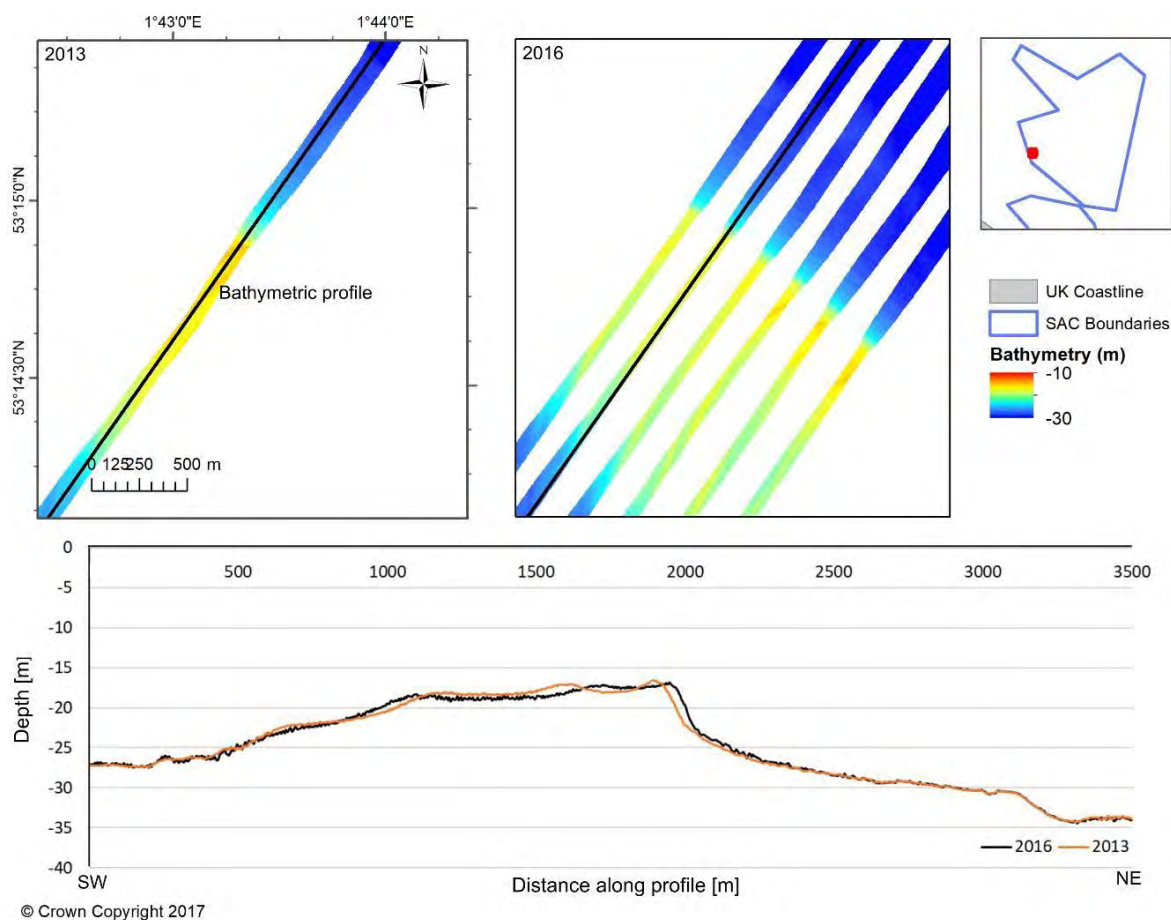 1°43'0"E
1°44'0"E
2013
N
2016
53°15'0"N
53°14'30"N
Bathymetric profile
0 125250 500 m
UK Coastline
SAC Boundaries
Bathymetry (m)
-10
-30
0
500 1000 1500 2000 2500 3000 3500
-5
-10
-15
-20
-25
-30
-35
-40
Depth [m]
2016 2013
SW
Distance along profile [m]
NE
© Crown Copyright 2017